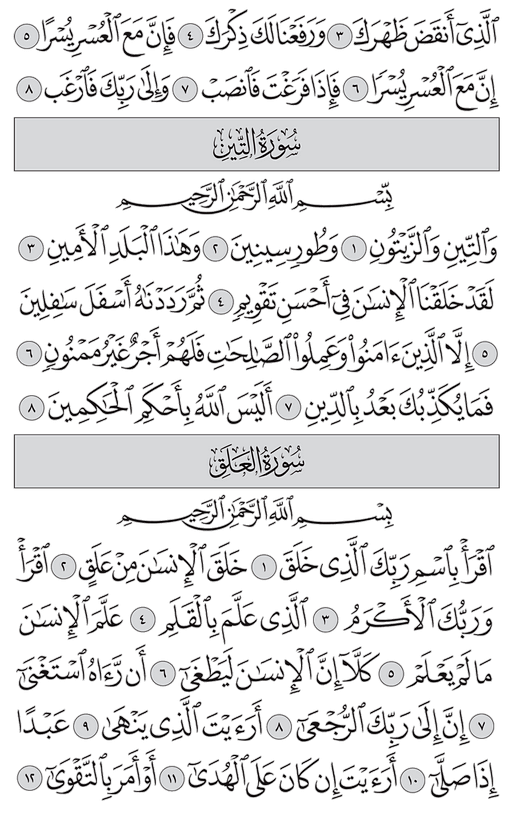 ٱلَّذِىٓ أَنقَضَ ظَهْرَكَ ٣ وَرَفَعْنَا لَكَ ذِكْرَكَ ٤ فَإِنَّ مَعَ ٱلْعُسْرِ يُسْرًا ٥
إِنَّ مَعَ ٱلْعُسْرِ يُسْرًا ٦ فَإِذَا فَرَغْتَ فَٱنصَبْ ٧ وَإِلَىٰ رَبِّكَ فَٱرْغَب ٨
سُورَةُ التِّينِ
بِّسْمِ ٱللَّهِ ٱلرَّحْمَٰنِ ٱلرَّحِيمِ
وَٱلتِّينِ وَٱلزَّيْتُونِ ١ وَطُورِ سِينِينَ ٢ وَهَٰذَا ٱلْبَلَدِ ٱلْأَمِينِ ٣
لَقَدْ خَلَقْنَا ٱلْإِنسَٰنَ فِىٓ أَحْسَنِ تَقْوِيمٍ ٤ ثُمَّ رَدَدْنَٰهُ أَسْفَلَ سَٰفِلِينَ
٥ إِلَّا ٱلَّذِينَ ءَامَنُوا۟ وَعَمِلُوا۟ ٱلصَّٰلِحَٰتِ فَلَهُمْ أَجْرٌ غَيْرُ مَمْنُونٍ ٦
فَمَا يُكَذِّبُكَ بَعْدُ بِٱلدِّينِ ٧ أَلَيْسَ ٱللَّهُ بِأَحْكَمِ ٱلْحَٰكِمِينَ ٨
سُورَةُ العَلَقِ
بِسْمِ ٱللَّهِ ٱلرَّحْمَٰنِ ٱلرَّحِيمِ
ٱقْرَأْ بِٱسْمِ رَبِّكَ ٱلَّذِى خَلَقَ ١ خَلَقَ ٱلْإِنسَٰنَ مِنْ عَلَقٍ ٢ ٱقْرَأْ
وَرَبُّكَ ٱلْأَكْرَمُ ٣ ٱلَّذِى عَلَّمَ بِٱلْقَلَمِ ٤ عَلَّمَ ٱلْإِنسَٰنَ
مَا لَمْ يَعْلَمْ ٥ كَلَّآ إِنَّ ٱلْإِنسَٰنَ لَيَطْغَىٰٓ ٦ أَن رَّءَاهُ ٱسْتَغْنَىٰٓ
٧ إِنَّ إِلَىٰ رَبِّكَ ٱلرُّجْعَىٰٓ ٨ أَرَءَيْتَ ٱلَّذِى يَنْهَىٰ ٩ عَبْدًا
إِذَا صَلَّىٰٓ ١٠ أَرَءَيْتَ إِن كَانَ عَلَى ٱلْهُدَىٰٓ ١١ أَوْ أَمَرَ بِٱلتَّقْوَىٰٓ ١٢